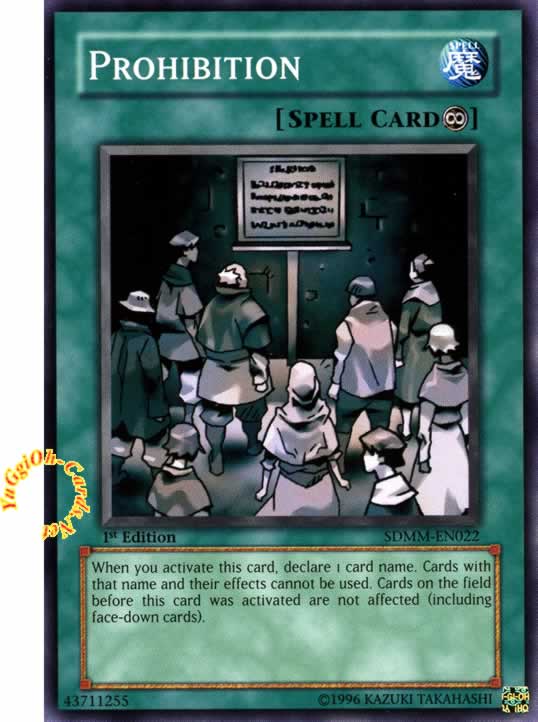 PROHIBITION
SPELL
魔
[SPELL CARD]
1st Edition
SDMM-EN022
YuGgiOh-Cards.Net
When you activate this card, declare 1 card name. Cards with
that name and their effects cannot be used. Cards on the field
before this card was activated are not affected (including
face-down cards).
43711255
©1996 KAZUKI TAKAHASHI